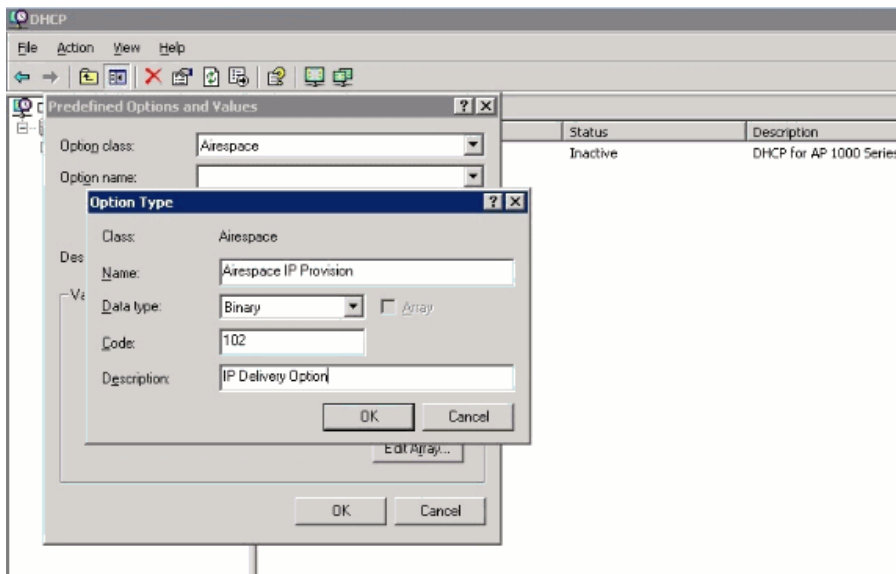 DHCP
File Action View Help
Predefined Options and Values
Option class: Airespace
Option name:
Status Description
Inactive DHCP for AP 1000 Series
Option Type
Class: Airespace
Name: Airespace IP Provision
Data type: Binary Array
Code: 102
Description: IP Delivery Option
OK Cancel
Edit Array...
OK Cancel